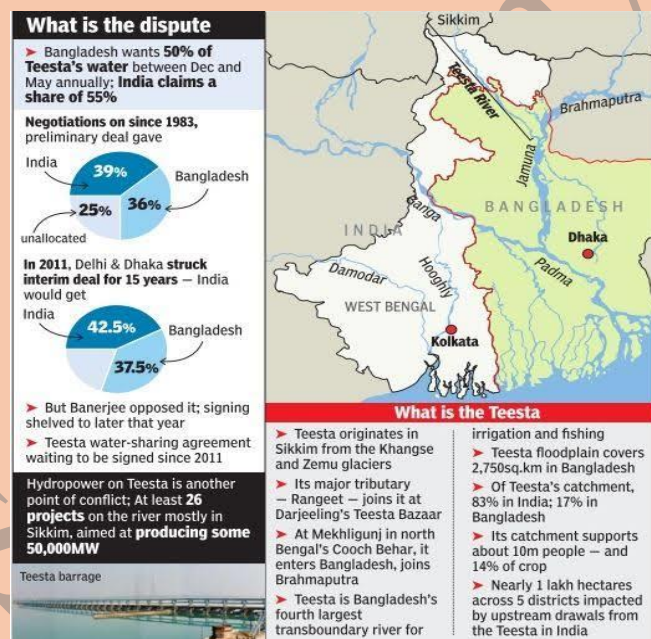 What is the dispute
➤ Bangladesh wants 50% of
Teesta's water between Dec and
May annually; India claims a
share of 55%
Negotiations on since 1983,
preliminary deal gave
India
39%
Bangladesh
25%
36%
unallocated
In 2011, Delhi & Dhaka struck
interim deal for 15 years — India
would get
India
42.5%
Bangladesh
37.5%
➤ But Banerjee opposed it; signing
shelved to later that year
➤ Teesta water-sharing agreement
waiting to be signed since 2011
Hydropower on Teesta is another
point of conflict; At least 26
projects on the river mostly in
Sikkim, aimed at producing some
50,000MW
Teesta barrage
Sikkim
Teesta River
Brahmaputra
Jamuna
Ganga
BANGLADESH
INDIA
Dhaka
Damodar
Hooghly
Padma
WEST BENGAL
Kolkata
What is the Teesta
➤ Teesta originates in
Sikkim from the Khangse
and Zemu glaciers
➤ Its major tributary
— Rangeet — joins it at
Darjeeling's Teesta Bazaar
➤ At Mekhligunj in north
Bengal's Cooch Behar, it
enters Bangladesh, joins
Brahmaputra
➤ Teesta is Bangladesh's
fourth largest
transboundary river for
irrigation and fishing
➤ Teesta floodplain covers
2,750sq.km in Bangladesh
➤ Of Teesta's catchment,
83% in India; 17% in
Bangladesh
➤ Its catchment supports
about 10m people — and
14% of crop
➤ Nearly 1 lakh hectares
across 5 districts impacted
by upstream drawals from
the Teesta in India